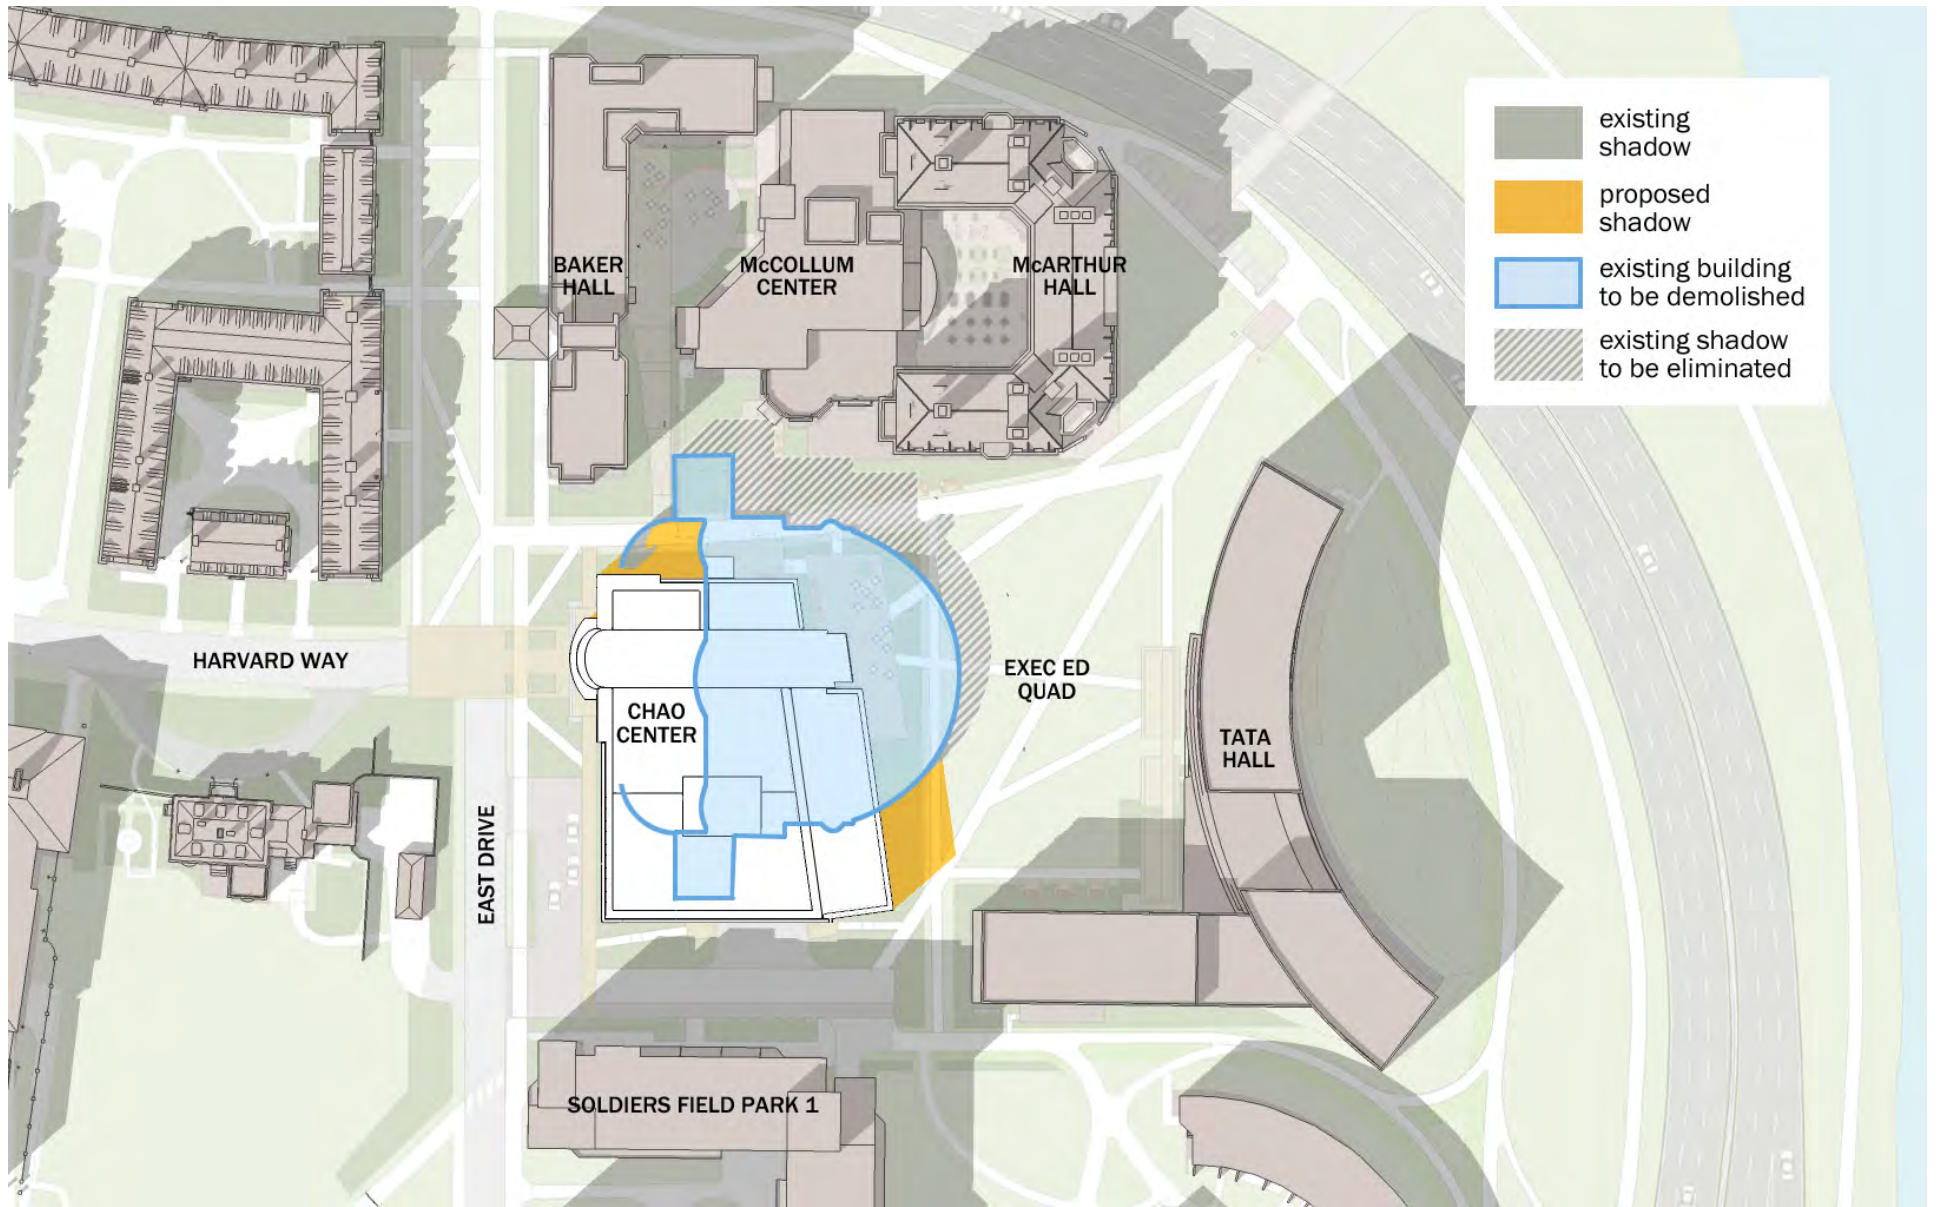 existing
shadow
proposed
shadow
existing building
to be demolished
existing shadow
to be eliminated
BAKER
HALL
McCOLLUM
CENTER
McARTHUR
HALL
HARVARD WAY
EXEC ED
QUAD
CHAO
CENTER
TATA
HALL
EAST DRIVE
SOLDIERS FIELD PARK 1